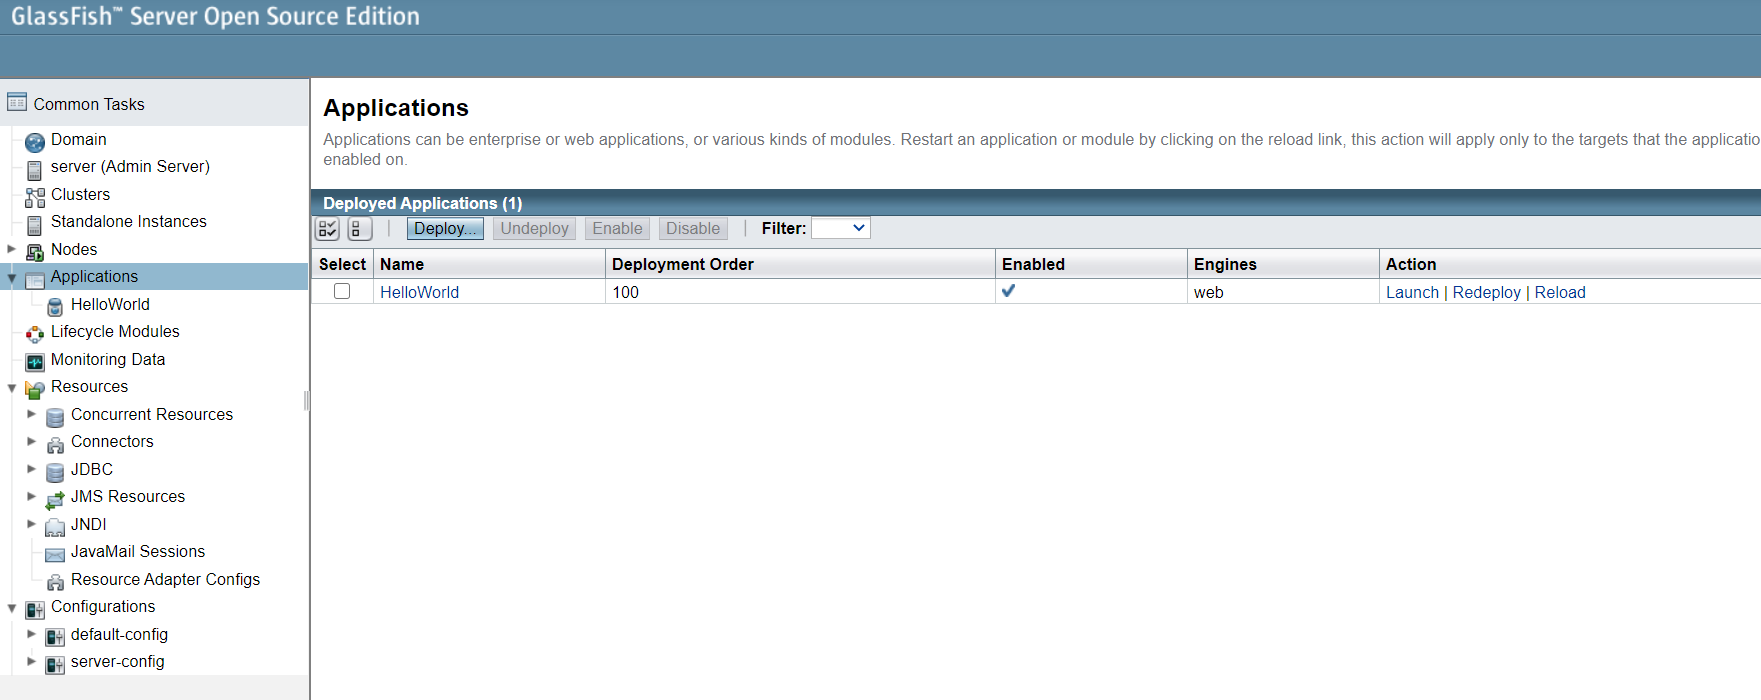 GlassFish™ Server Open Source Edition
Common Tasks
Domain
server (Admin Server)
Clusters
Standalone Instances
Nodes
Applications
HelloWorld
Lifecycle Modules
Monitoring Data
Resources
Concurrent Resources
Connectors
JDBC
JMS Resources
JNDI
JavaMail Sessions
Resource Adapter Configs
Configurations
default-config
server-config
Applications
Applications can be enterprise or web applications, or various kinds of modules. Restart an application or module by clicking on the reload link, this action will apply only to the targets that the applicatio
enabled on.
Deployed Applications (1)
Deploy... Undeploy Enable Disable Filter:
Select Name Deployment Order Enabled Engines Action
HelloWorld 100 web Launch | Redeploy | Reload